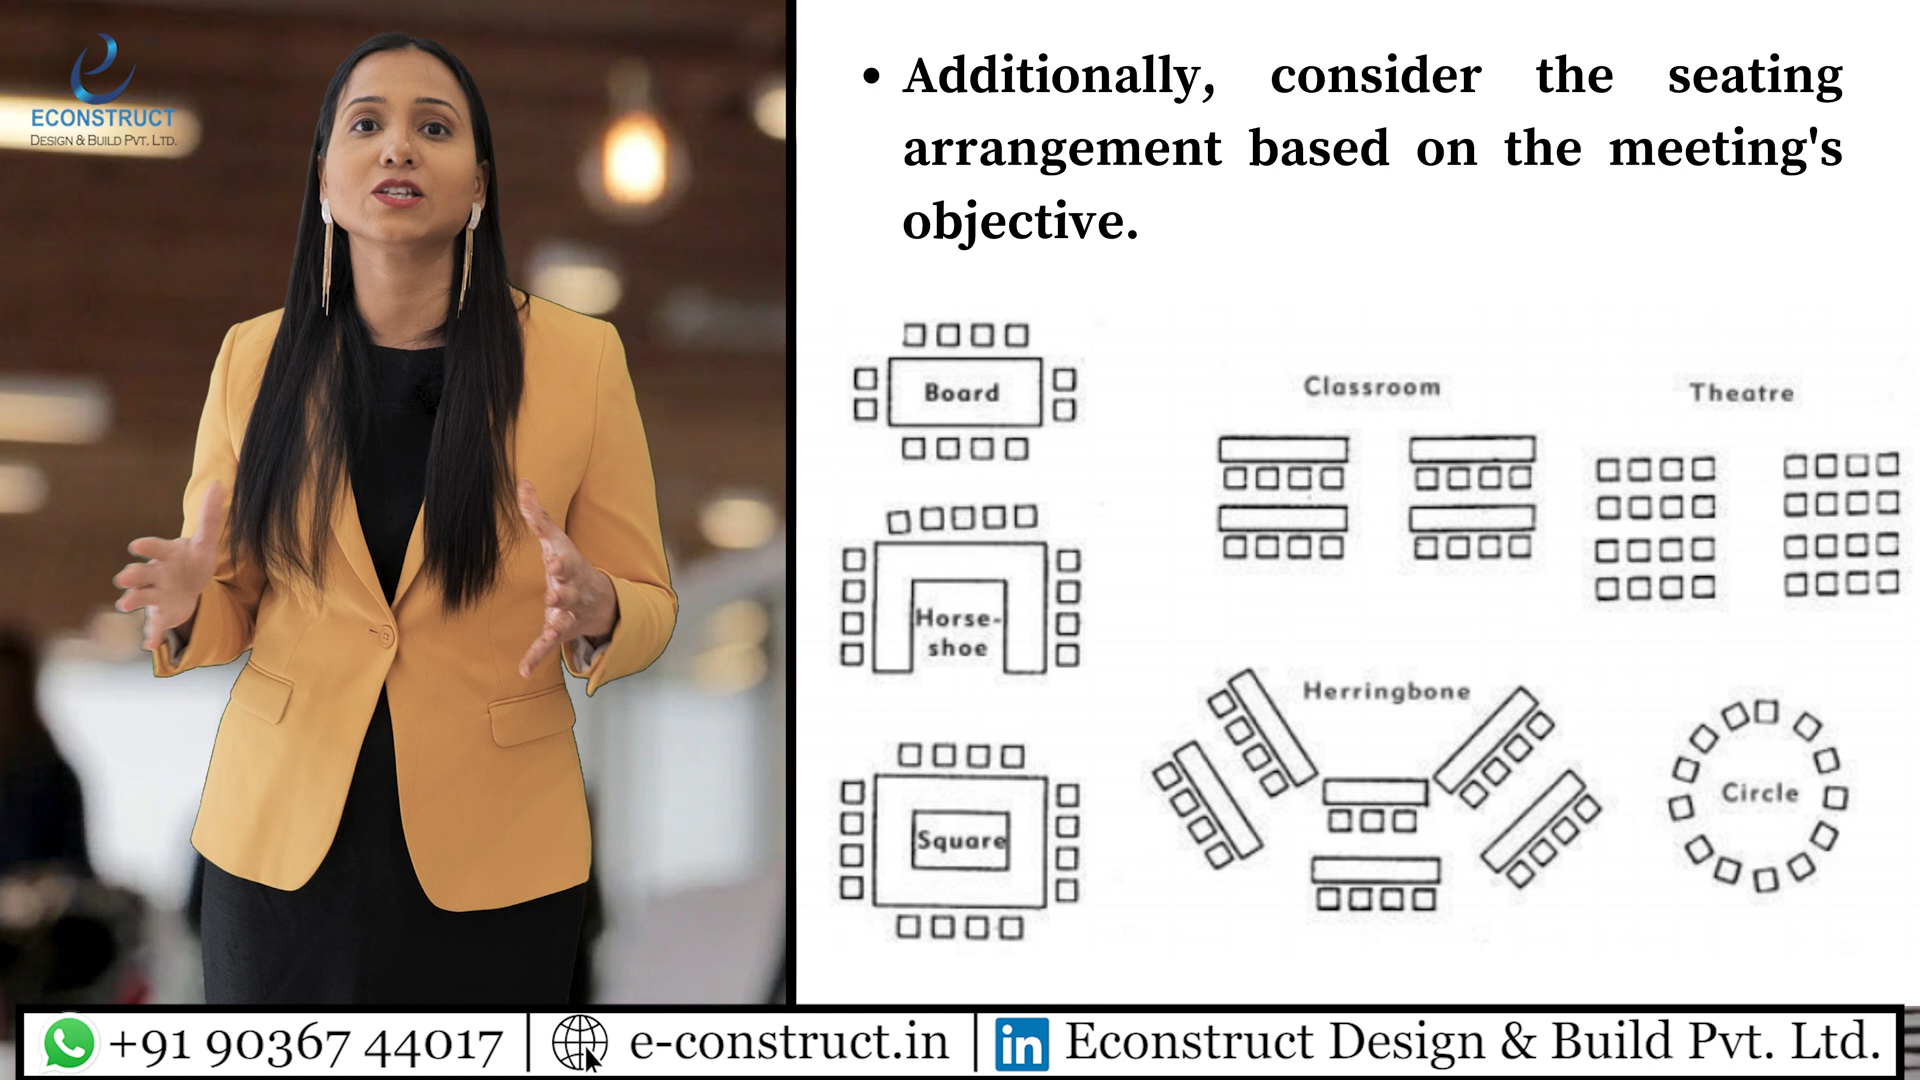 ECONSTRUCT
DESIGN & BUILD PVT. LTD.
• Additionally, consider the seating
arrangement based on the meeting's
objective.
Board
Classroom
Theatre
Horse-
shoe
Herringbone
Square
Circle
+91 90367 44017 | e-construct.in | in Econstruct Design & Build Pvt. Ltd.